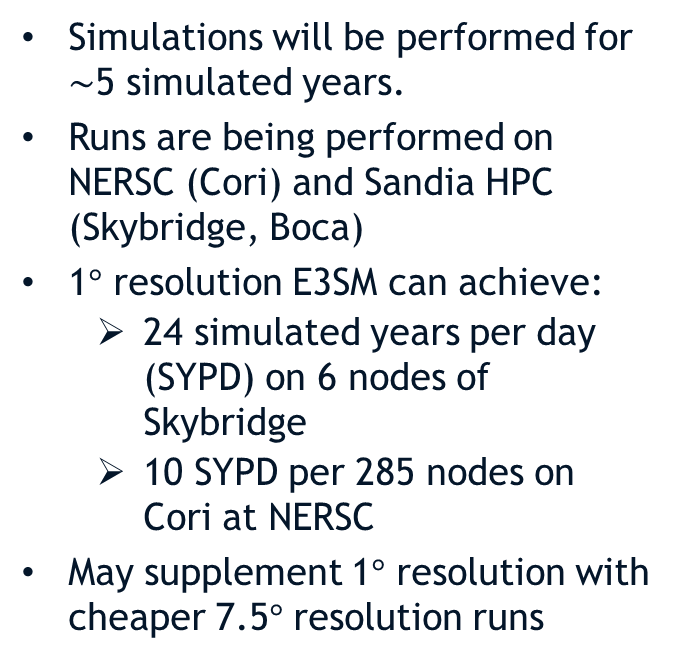 • Simulations will be performed for
~5 simulated years.
• Runs are being performed on
NERSC (Cori) and Sandia HPC
(Skybridge, Boca)
• 1° resolution E3SM can achieve:
➢ 24 simulated years per day
(SYPD) on 6 nodes of
Skybridge
➢ 10 SYPD per 285 nodes on
Cori at NERSC
• May supplement 1° resolution with
cheaper 7.5° resolution runs